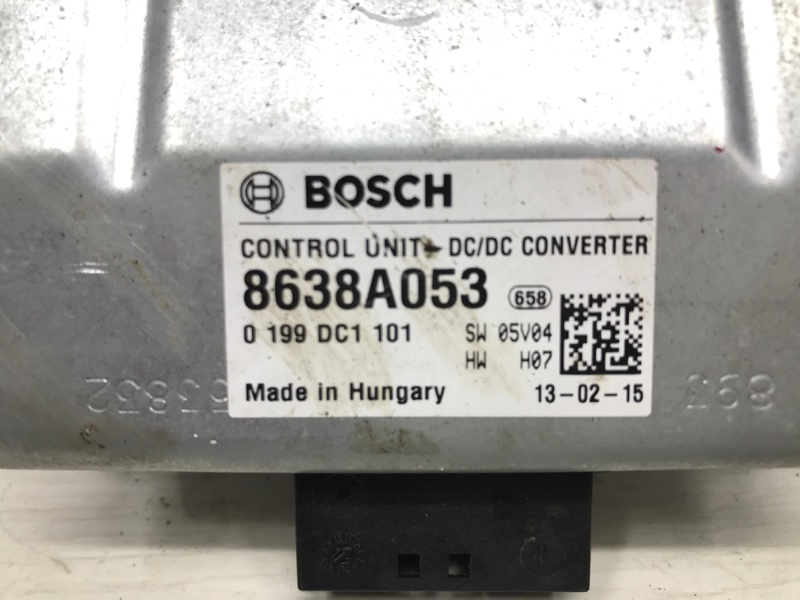 BOSCH
CONTROL UNIT - DC/DC CONVERTER
8638A053 658
0 199 DC1 101 SW 05V04
HW H07
Made in Hungary 13-02-15
893